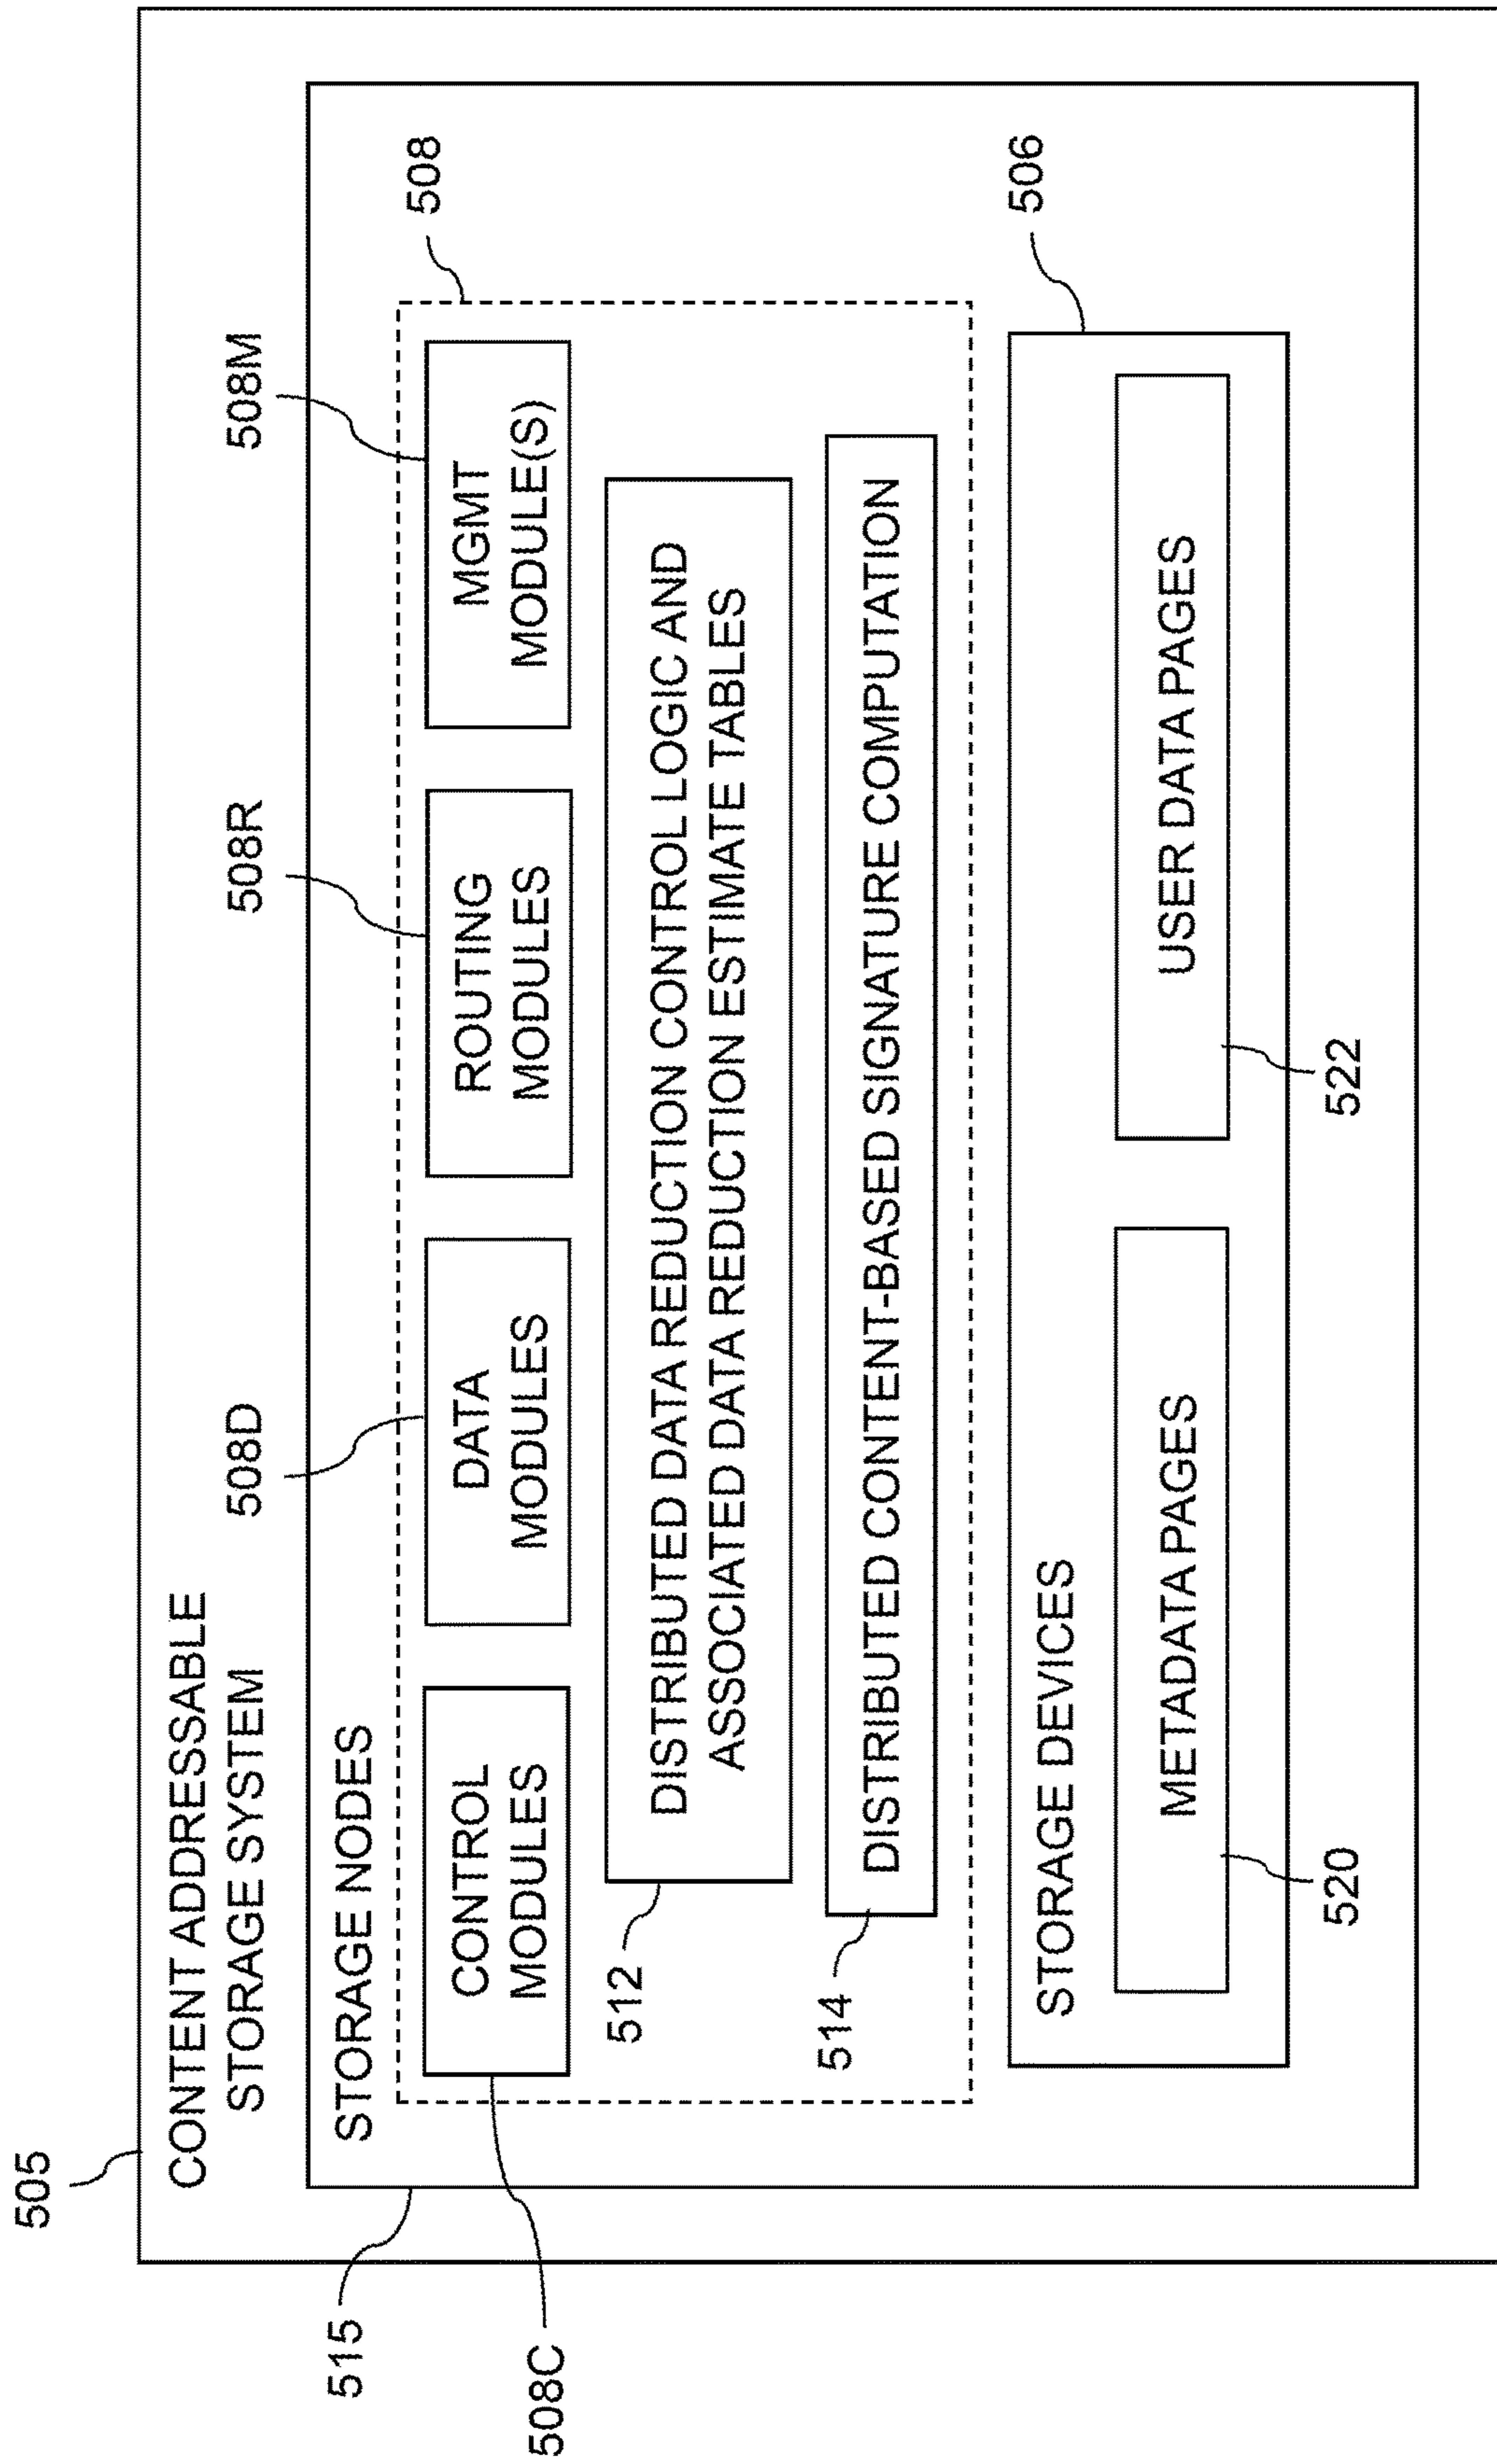 505
CONTENT ADDRESSABLE
STORAGE SYSTEM
508D
508R
508M
515
STORAGE NODES
508
508C
CONTROL
MODULES
DATA
MODULES
ROUTING
MODULES
MGMT
MODULE(S)
512
DISTRIBUTED DATA REDUCTION CONTROL LOGIC AND
ASSOCIATED DATA REDUCTION ESTIMATE TABLES
514
DISTRIBUTED CONTENT-BASED SIGNATURE COMPUTATION
STORAGE DEVICES
506
METADATA PAGES
USER DATA PAGES
520
522